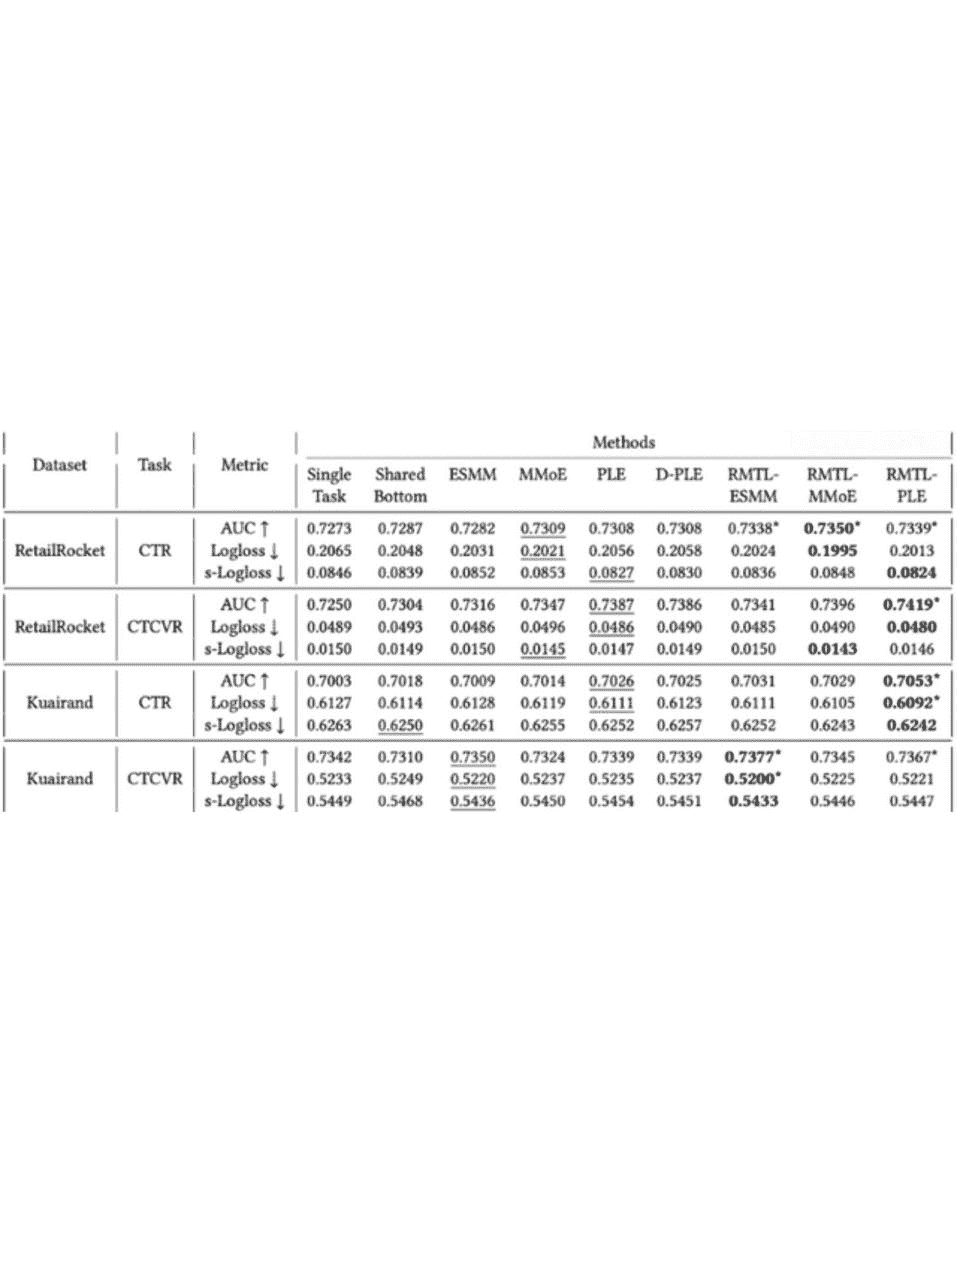 Methods
Dataset Task Metric
Single Shared ESMM MMoE PLE D-PLE RMTL- RMTL- RMTL-
Task Bottom ESMM MMoE PLE
AUC ↑ 0.7273 0.7287 0.7282 0.7309 0.7308 0.7308 0.7338* 0.7350* 0.7339*
RetailRocket CTR Logloss ↓ 0.2065 0.2048 0.2031 0.2021 0.2056 0.2058 0.2024 0.1995 0.2013
s-Logloss ↓ 0.0846 0.0839 0.0852 0.0853 0.0827 0.0830 0.0836 0.0848 0.0824
AUC ↑ 0.7250 0.7304 0.7316 0.7347 0.7387 0.7386 0.7341 0.7396 0.7419*
RetailRocket CTCVR Logloss ↓ 0.0489 0.0493 0.0486 0.0496 0.0486 0.0490 0.0485 0.0490 0.0480
s-Logloss ↓ 0.0150 0.0149 0.0150 0.0145 0.0147 0.0149 0.0150 0.0143 0.0146
AUC ↑ 0.7003 0.7018 0.7009 0.7014 0.7026 0.7025 0.7031 0.7029 0.7053*
Kuairand CTR Logloss ↓ 0.6127 0.6114 0.6128 0.6119 0.6111 0.6123 0.6111 0.6105 0.6092*
s-Logloss ↓ 0.6263 0.6250 0.6261 0.6255 0.6252 0.6257 0.6252 0.6243 0.6242
AUC ↑ 0.7342 0.7310 0.7350 0.7324 0.7339 0.7339 0.7377* 0.7345 0.7367*
Kuairand CTCVR Logloss ↓ 0.5233 0.5249 0.5220 0.5237 0.5235 0.5237 0.5200* 0.5225 0.5221
s-Logloss ↓ 0.5449 0.5468 0.5436 0.5450 0.5454 0.5451 0.5433 0.5446 0.5447